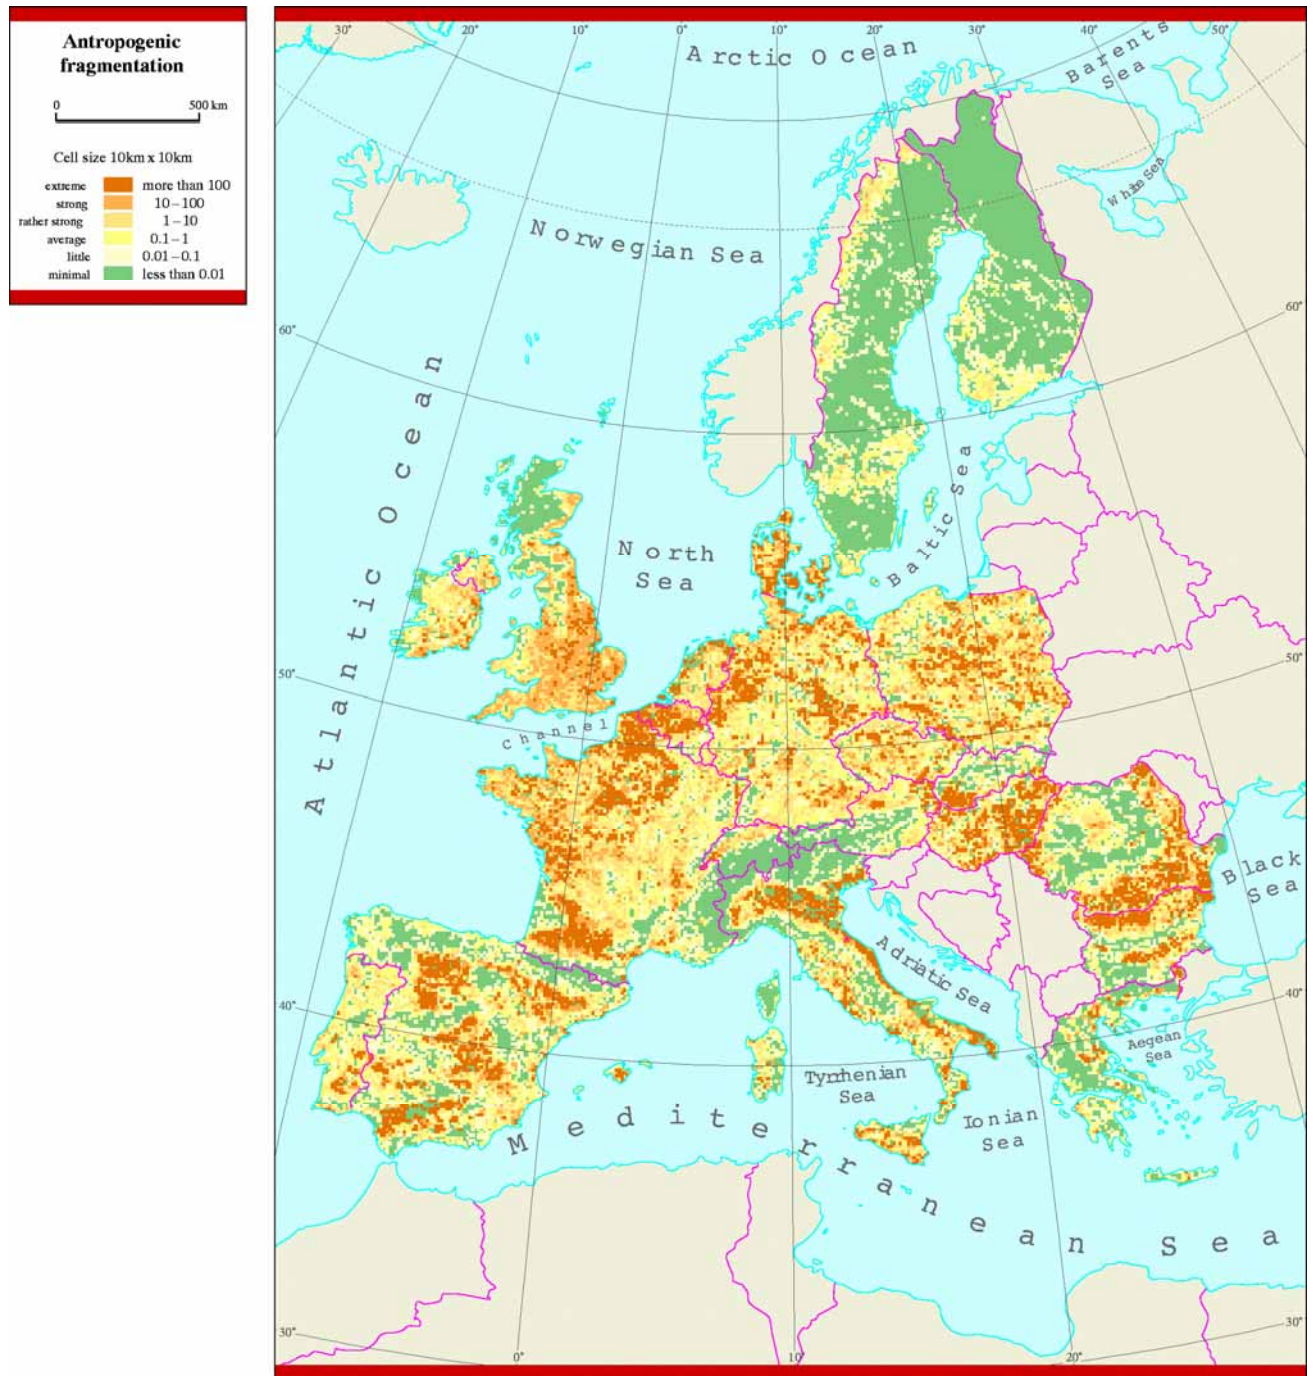 Antropogenic
fragmentation
0 500 km
Cell size 10km x 10km
extreme more than 100
strong 10 – 100
rather strong 1 – 10
average 0.1 – 1
little 0.01 – 0.1
minimal less than 0.01
30° 20° 10° 0° 10° 20° 30° 40° 50°
Arctic Ocean
Barents
Sea
White Sea
Norwegian Sea
60° 60°
Atlantic Ocean
North
Sea
Baltic Sea
50° 50°
Channel
Black
Sea
Adriatic Sea
40° 40°
Aegean
Sea
Tyrrhenian
Sea
Ionian
Sea
Mediterranean Sea
30° 30°
0° 10° 20°